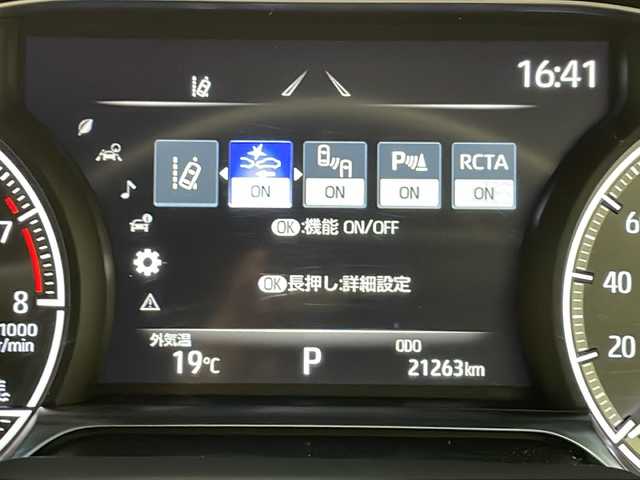 16:41
P RCTA
ON ON ON ON
OK:機能 ON/OFF
OK長押し:詳細設定
外気温
19℃
P
ODO
21263km
7
8
1000
r/min
6
40
20